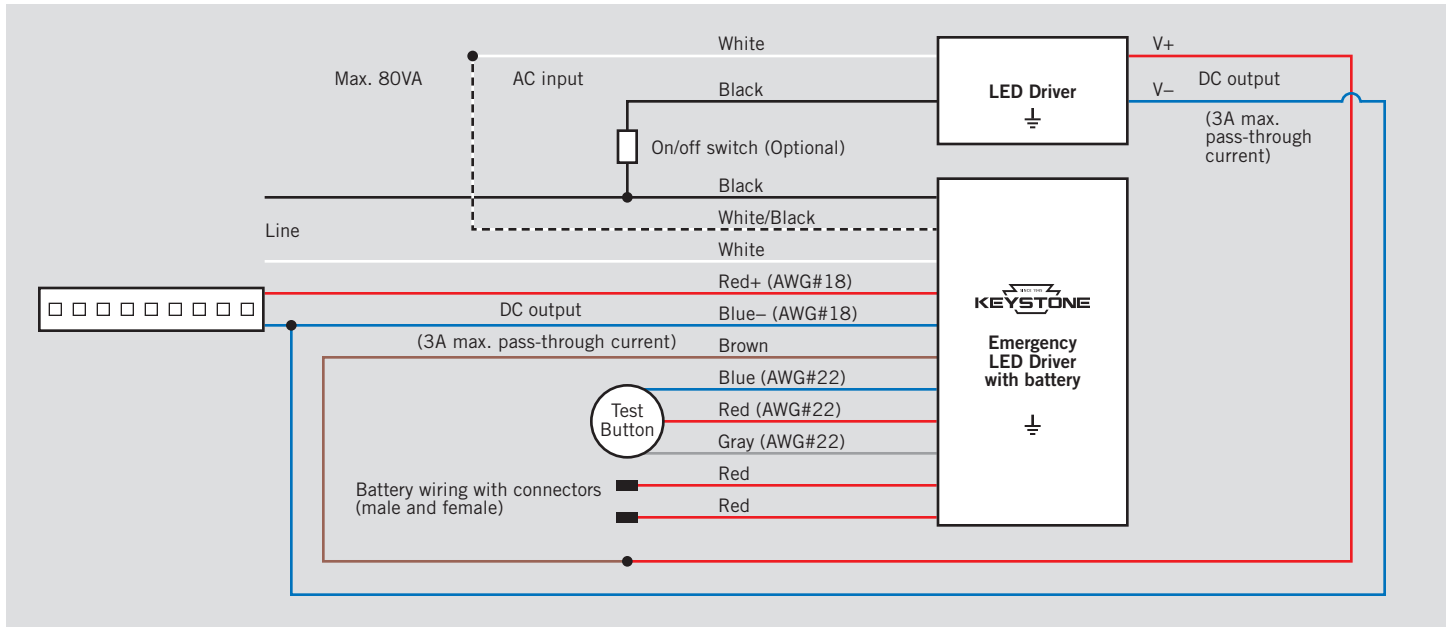 White
V+
Max. 80VA
AC input
DC output
Black
LED Driver
V–
(3A max.
pass-through
current)
On/off switch (Optional)
Black
White/Black
Line
White
Red+ (AWG#18)
DC output
Blue– (AWG#18)
(3A max. pass-through current)
Brown
SINCE 1945
KEYSTONE
Emergency
LED Driver
with battery
Blue (AWG#22)
Test
Button
Red (AWG#22)
Gray (AWG#22)
Red
Battery wiring with connectors
(male and female)
Red